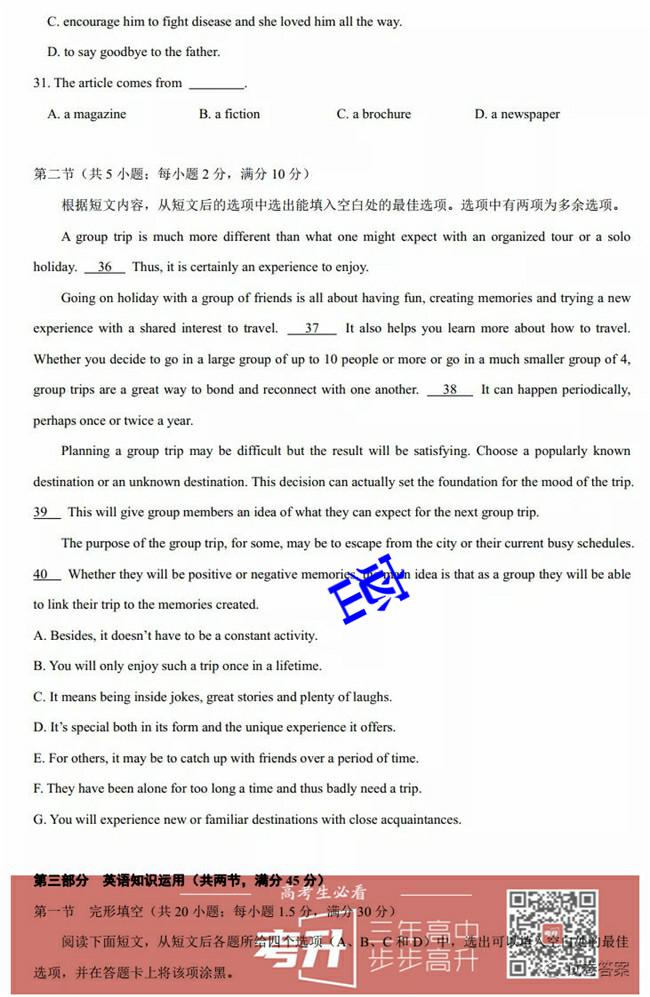 C. encourage him to fight disease and she loved him all the way.
D. to say goodbye to the father.
31. The article comes from ________.
A. a magazine B. a fiction C. a brochure D. a newspaper
第二节（共 5 小题；每小题 2 分，满分 10 分）
根据短文内容，从短文后的选项中选出能填入空白处的最佳选项。选项中有两项为多余选项。
A group trip is much more different than what one might expect with an organized tour or a solo
holiday. __36__ Thus, it is certainly an experience to enjoy.
Going on holiday with a group of friends is all about having fun, creating memories and trying a new
experience with a shared interest to travel. __37__ It also helps you learn more about how to travel.
Whether you decide to go in a large group of up to 10 people or more or go in a much smaller group of 4,
group trips are a great way to bond and reconnect with one another. __38__ It can happen periodically,
perhaps once or twice a year.
Planning a group trip may be difficult but the result will be satisfying. Choose a popularly known
destination or an unknown destination. This decision can actually set the foundation for the mood of the trip.
39__ This will give group members an idea of what they can expect for the next group trip.
The purpose of the group trip, for some, may be to escape from the city or their current busy schedules.
40__ Whether they will be positive or negative memories, the main idea is that as a group they will be able
to link their trip to the memories created.
A. Besides, it doesn't have to be a constant activity.
B. You will only enjoy such a trip once in a lifetime.
C. It means being inside jokes, great stories and plenty of laughs.
D. It's special both in its form and the unique experience it offers.
E. For others, it may be to catch up with friends over a period of time.
F. They have been alone for too long a time and thus badly need a trip.
G. You will experience new or familiar destinations with close acquaintances.
第三部分 英语知识运用（共两节，满分 45 分）
高考生必看
第一节 完形填空（共 20 小题；每小题 1.5 分，满分 30 分）
考升 三年高中 步步高升
阅读下面短文，从短文后各题所给四个选项（A、B、C 和 D）中，选出可以填入空白处的最佳
选项，并在答题卡上将该项涂黑。
试卷答案